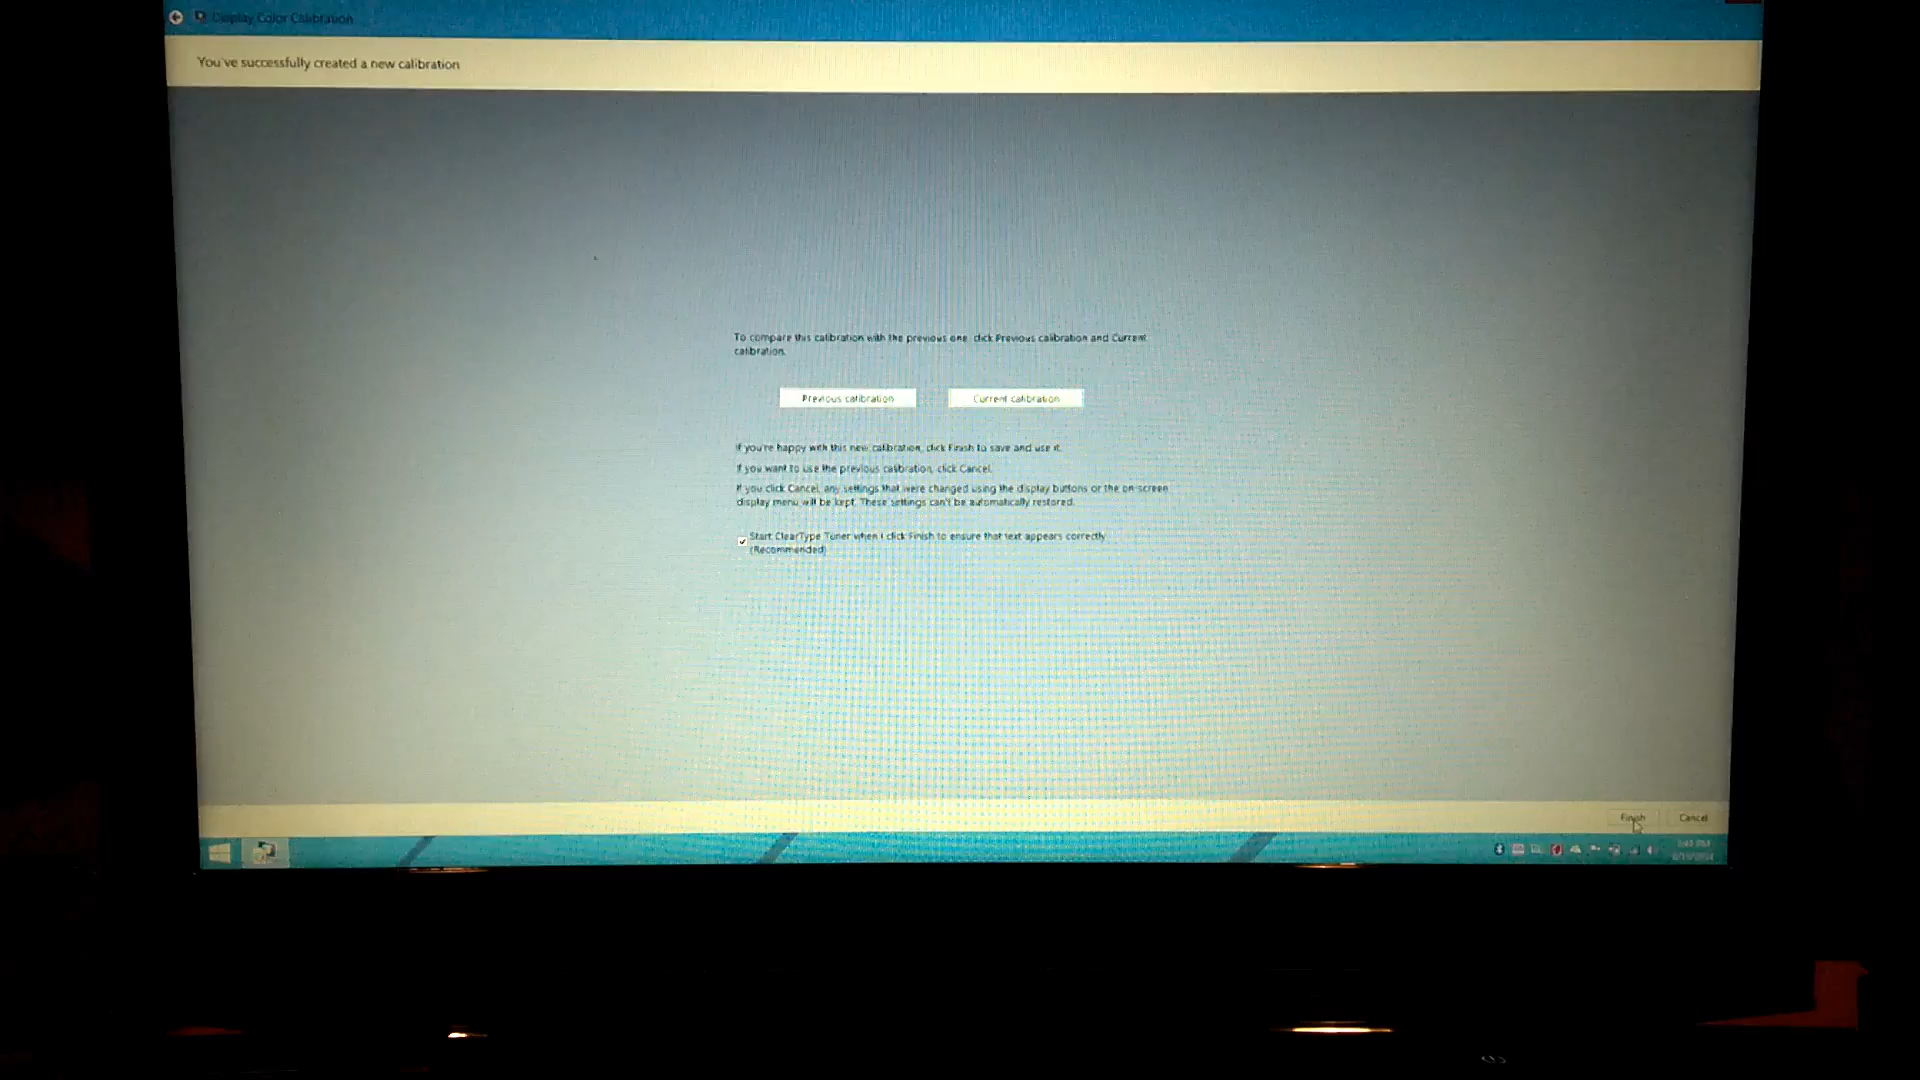 Display Color Calibration
You've successfully created a new calibration
To compare this calibration with the previous one, click Previous calibration and Current
calibration.
Previous calibration
Current calibration
If you're happy with this new calibration, click Finish to save and use it.
If you want to use the previous calibration, click Cancel.
If you click Cancel, any settings that were changed using the display buttons or the on-screen
display menu will be kept. These settings can't be automatically restored.
Start ClearType Tuner when I click Finish to ensure that text appears correctly
(Recommended)
Finish
Cancel